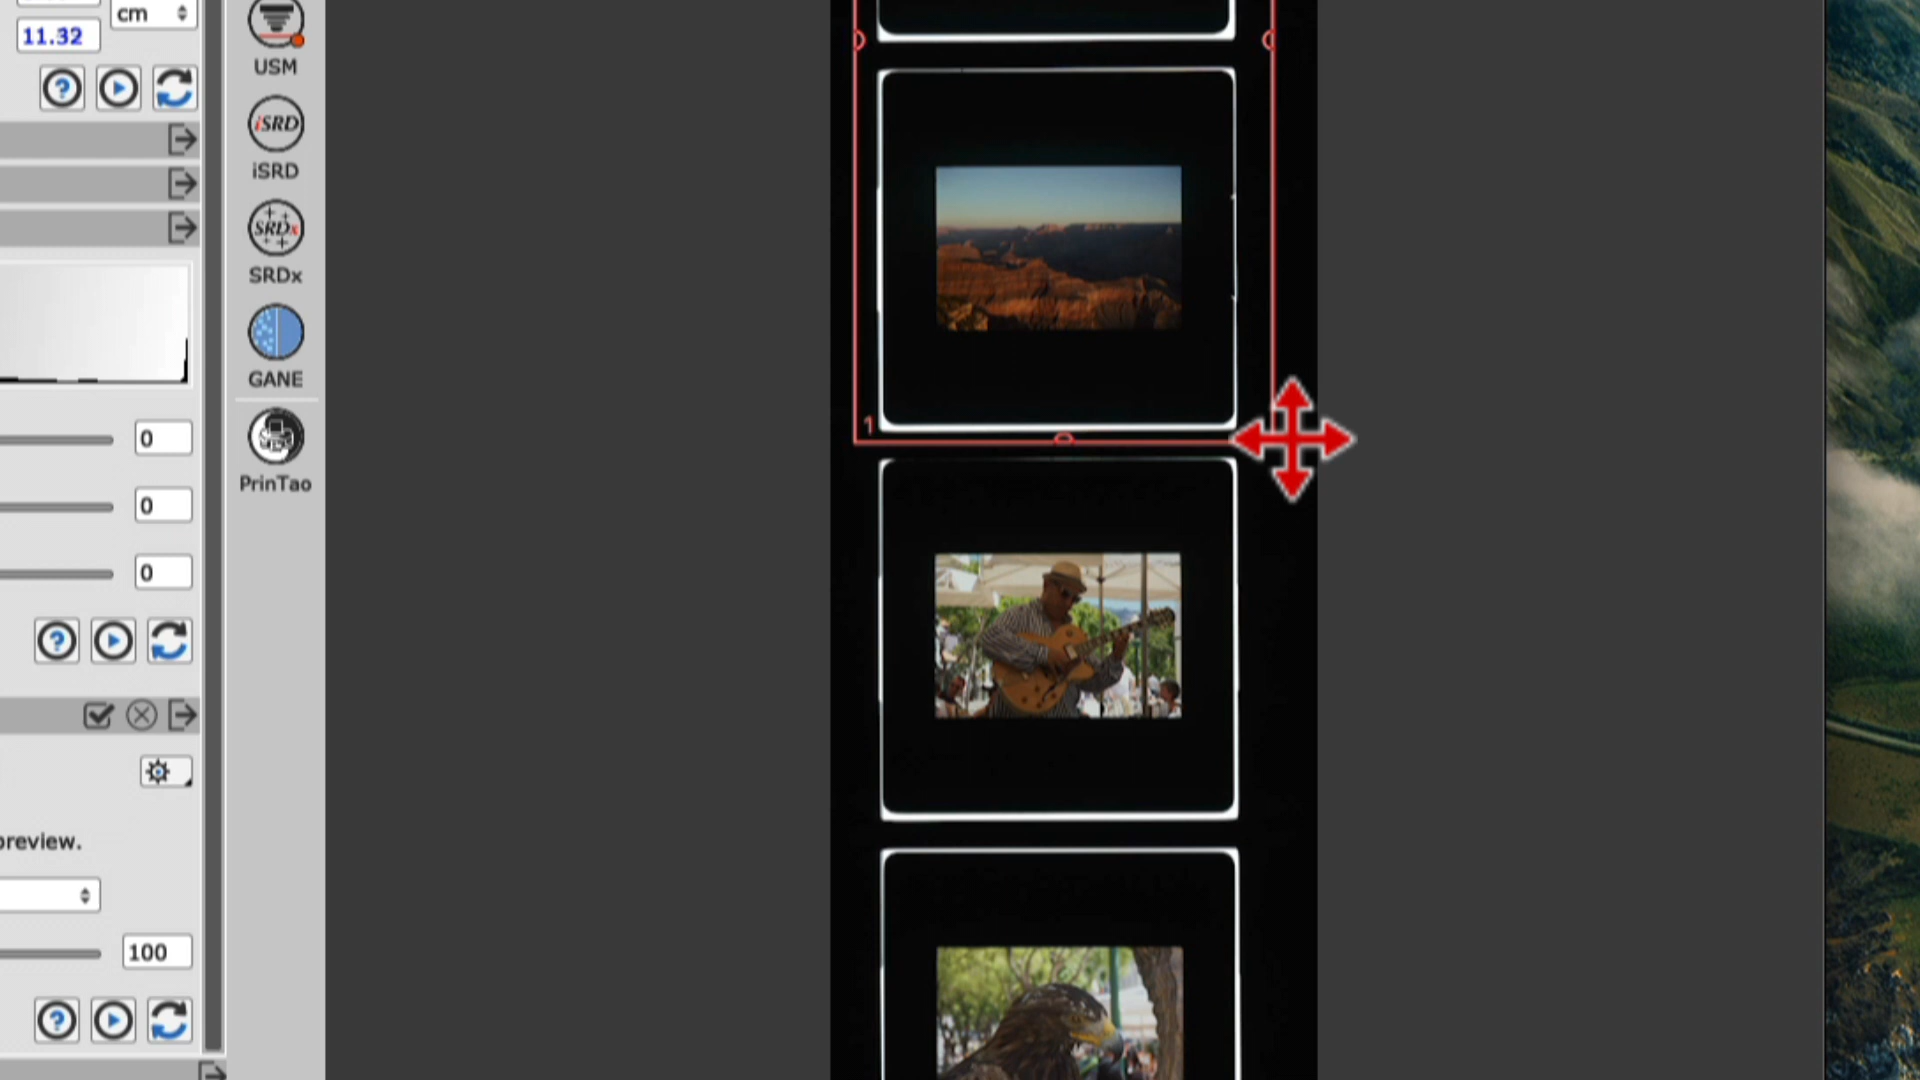 cm
11.32
USM
iSRD
iSRD
SRDx
SRDx
GANE
0
PrinTao
0
0
1
preview.
100